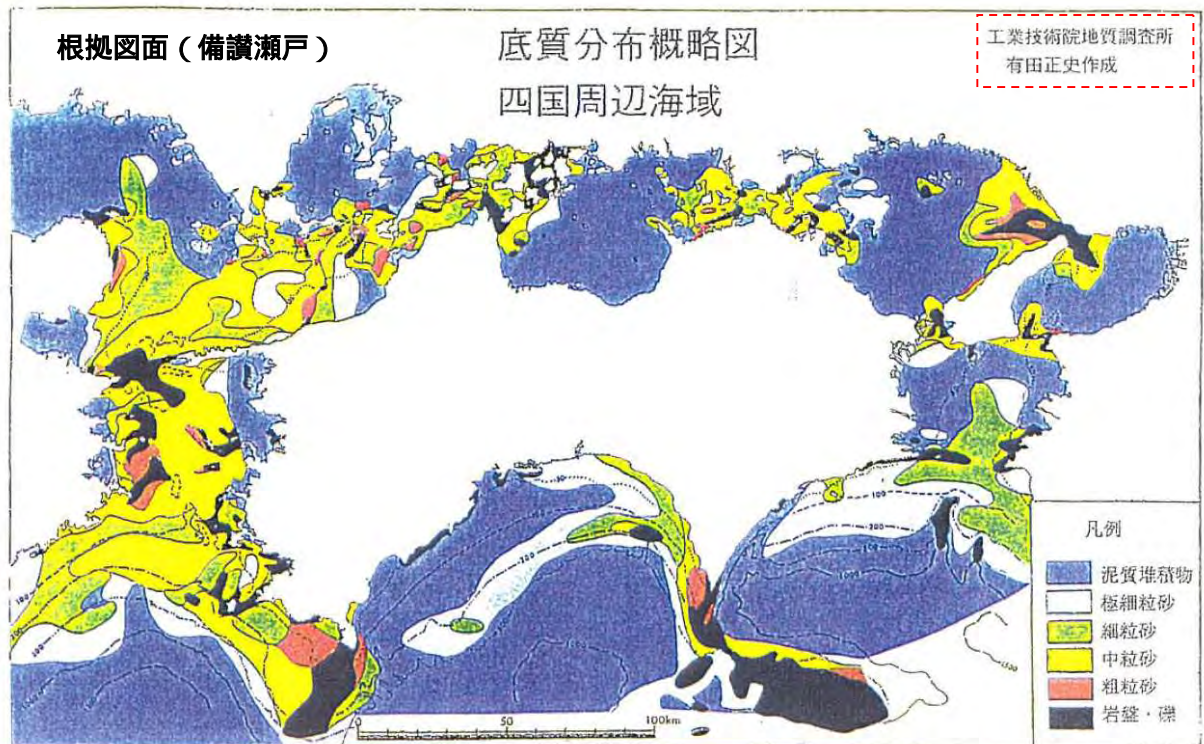 根拠図面(備讃瀬戸)
底質分布概略図
四国周辺海域
工業技術院地質調査所
有田正史作成
凡例
泥質堆積物
極細粒砂
細粒砂
中粒砂
粗粒砂
岩盤・礫
0 50 100km
100
200
1000
100
200